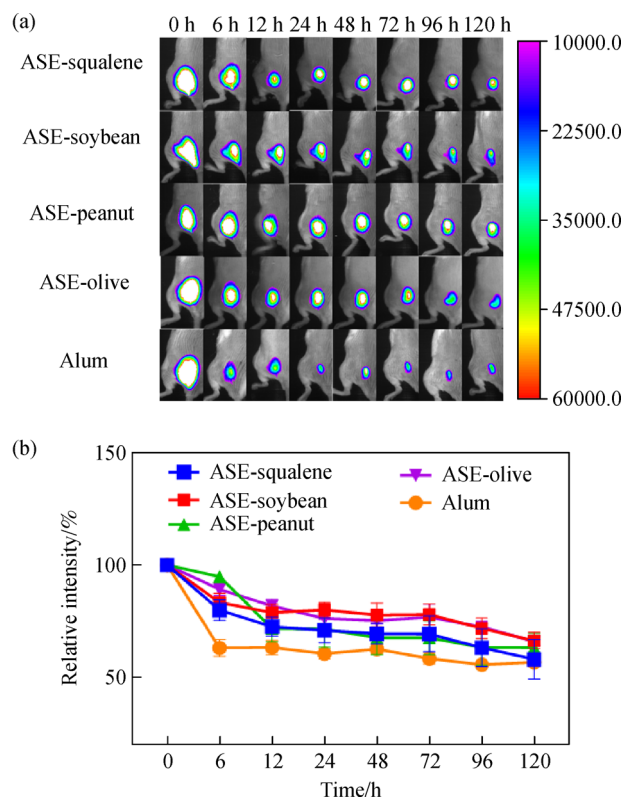 (a)
0 h 6 h 12 h 24 h 48 h 72 h 96 h 120 h
ASE-squalene
ASE-soybean
ASE-peanut
ASE-olive
Alum
10000.0
22500.0
35000.0
47500.0
60000.0
(b)
150
100
50
Relative intensity/%
ASE-squalene
ASE-soybean
ASE-peanut
ASE-olive
Alum
0 6 12 24 48 72 96 120
Time/h